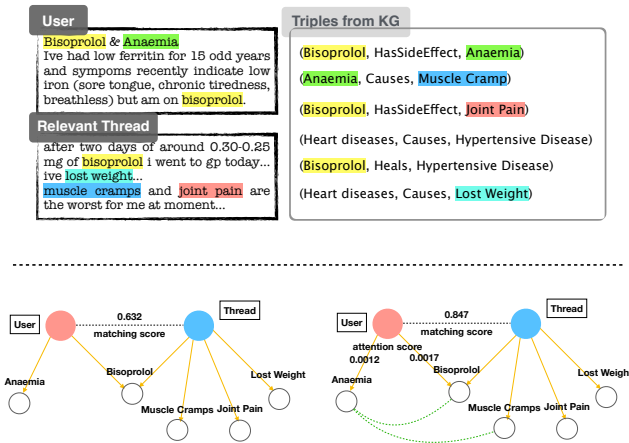 User
Bisoprolol & Anaemia
Ive had low ferritin for 15 odd years
and sympoms recently indicate low
iron (sore tongue, chronic tiredness,
breathless) but am on bisoprolol.
Relevant Thread
after two days of around 0.30-0.25
mg of bisoprolol i went to gp today...
ive lost weight...
muscle cramps and joint pain are
the worst for me at moment...
Triples from KG
(Bisoprolol, HasSideEffect, Anaemia)
(Anaemia, Causes, Muscle Cramp)
(Bisoprolol, HasSideEffect, Joint Pain)
(Heart diseases, Causes, Hypertensive Disease)
(Bisoprolol, Heals, Hypertensive Disease)
(Heart diseases, Causes, Lost Weight)
User
0.632
matching score
Thread
Anaemia
Bisoprolol
Muscle Cramps
Joint Pain
Lost Weight
User
0.847
matching score
Thread
attention score
0.0012
0.0017
Anaemia
Bisoprolol
Muscle Cramps
Joint Pain
Lost Weigh